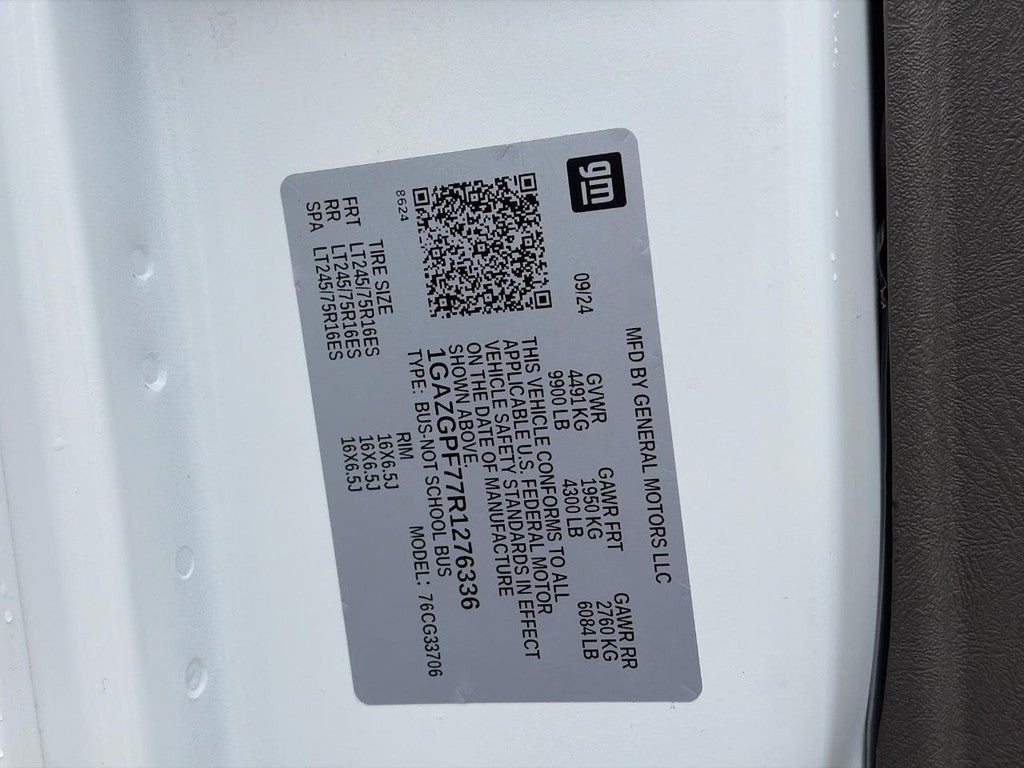 MFD BY GENERAL MOTORS LLC
gm
09/24
GVWR GAWR FRT GAWR RR
4491 KG 1950 KG 2760 KG
9900 LB 4300 LB 6084 LB
THIS VEHICLE CONFORMS TO ALL
APPLICABLE U.S. FEDERAL MOTOR
VEHICLE SAFETY STANDARDS IN EFFECT
ON THE DATE OF MANUFACTURE
SHOWN ABOVE.
1GAZGPF77R1276336
TYPE: BUS-NOT SCHOOL BUS
8624
MODEL: 76CG33706
TIRE SIZE RIM
FRT LT245/75R16ES 16X6.5J
RR LT245/75R16ES 16X6.5J
SPA LT245/75R16ES 16X6.5J